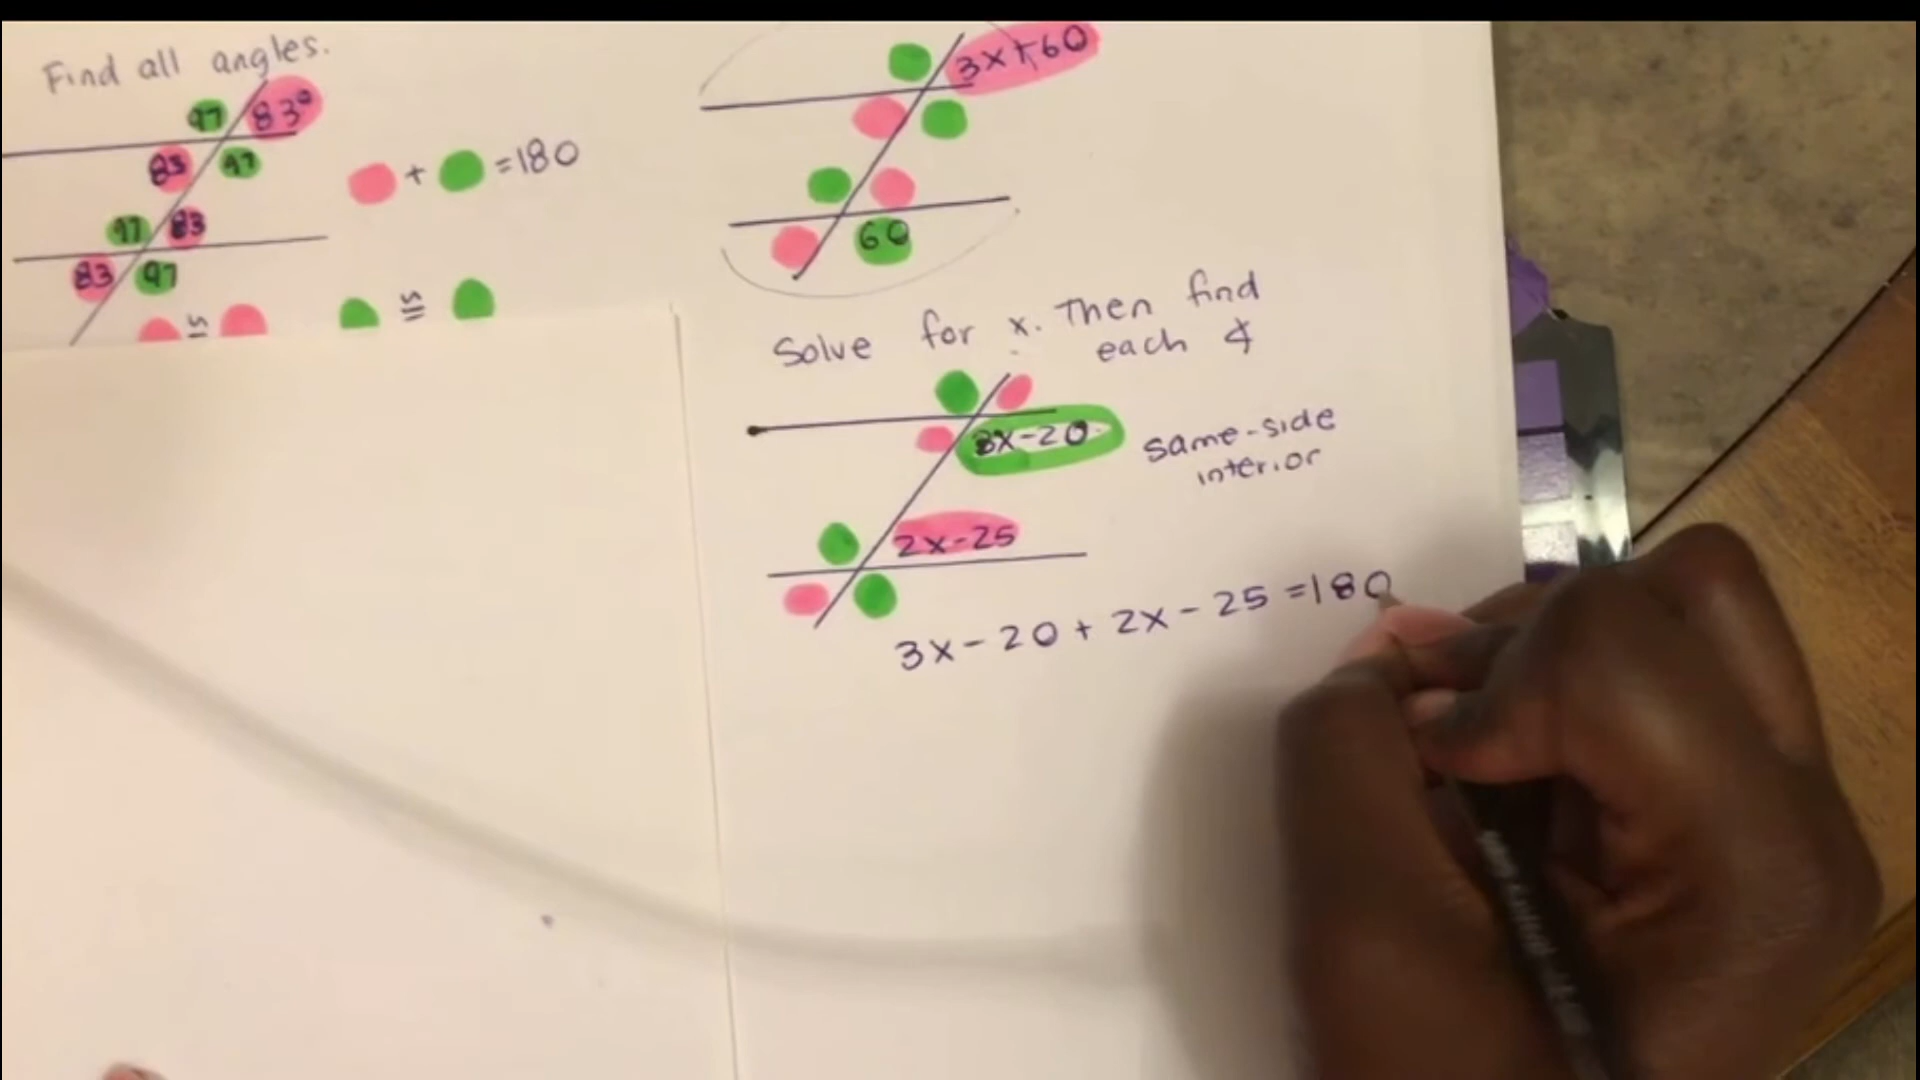 Find all angles.
97 83°
83 97
97 83
83 97
+ = 180
≅ ≅
3x+60
60
Solve for x. Then find
each ∡
3x-20
same-side
interior
2x-25
3x-20 + 2x-25 =180